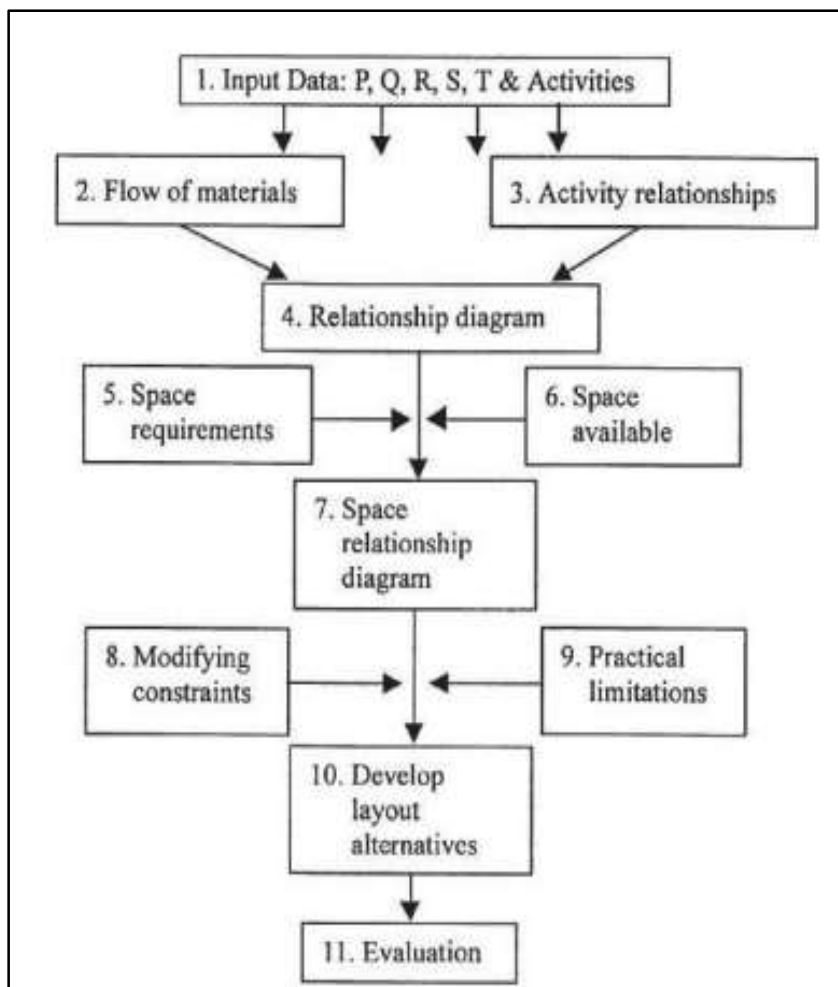 1. Input Data: P, Q, R, S, T & Activities
2. Flow of materials
3. Activity relationships
4. Relationship diagram
5. Space
requirements
6. Space
available
7. Space
relationship
diagram
8. Modifying
constraints
9. Practical
limitations
10. Develop
layout
alternatives
11. Evaluation